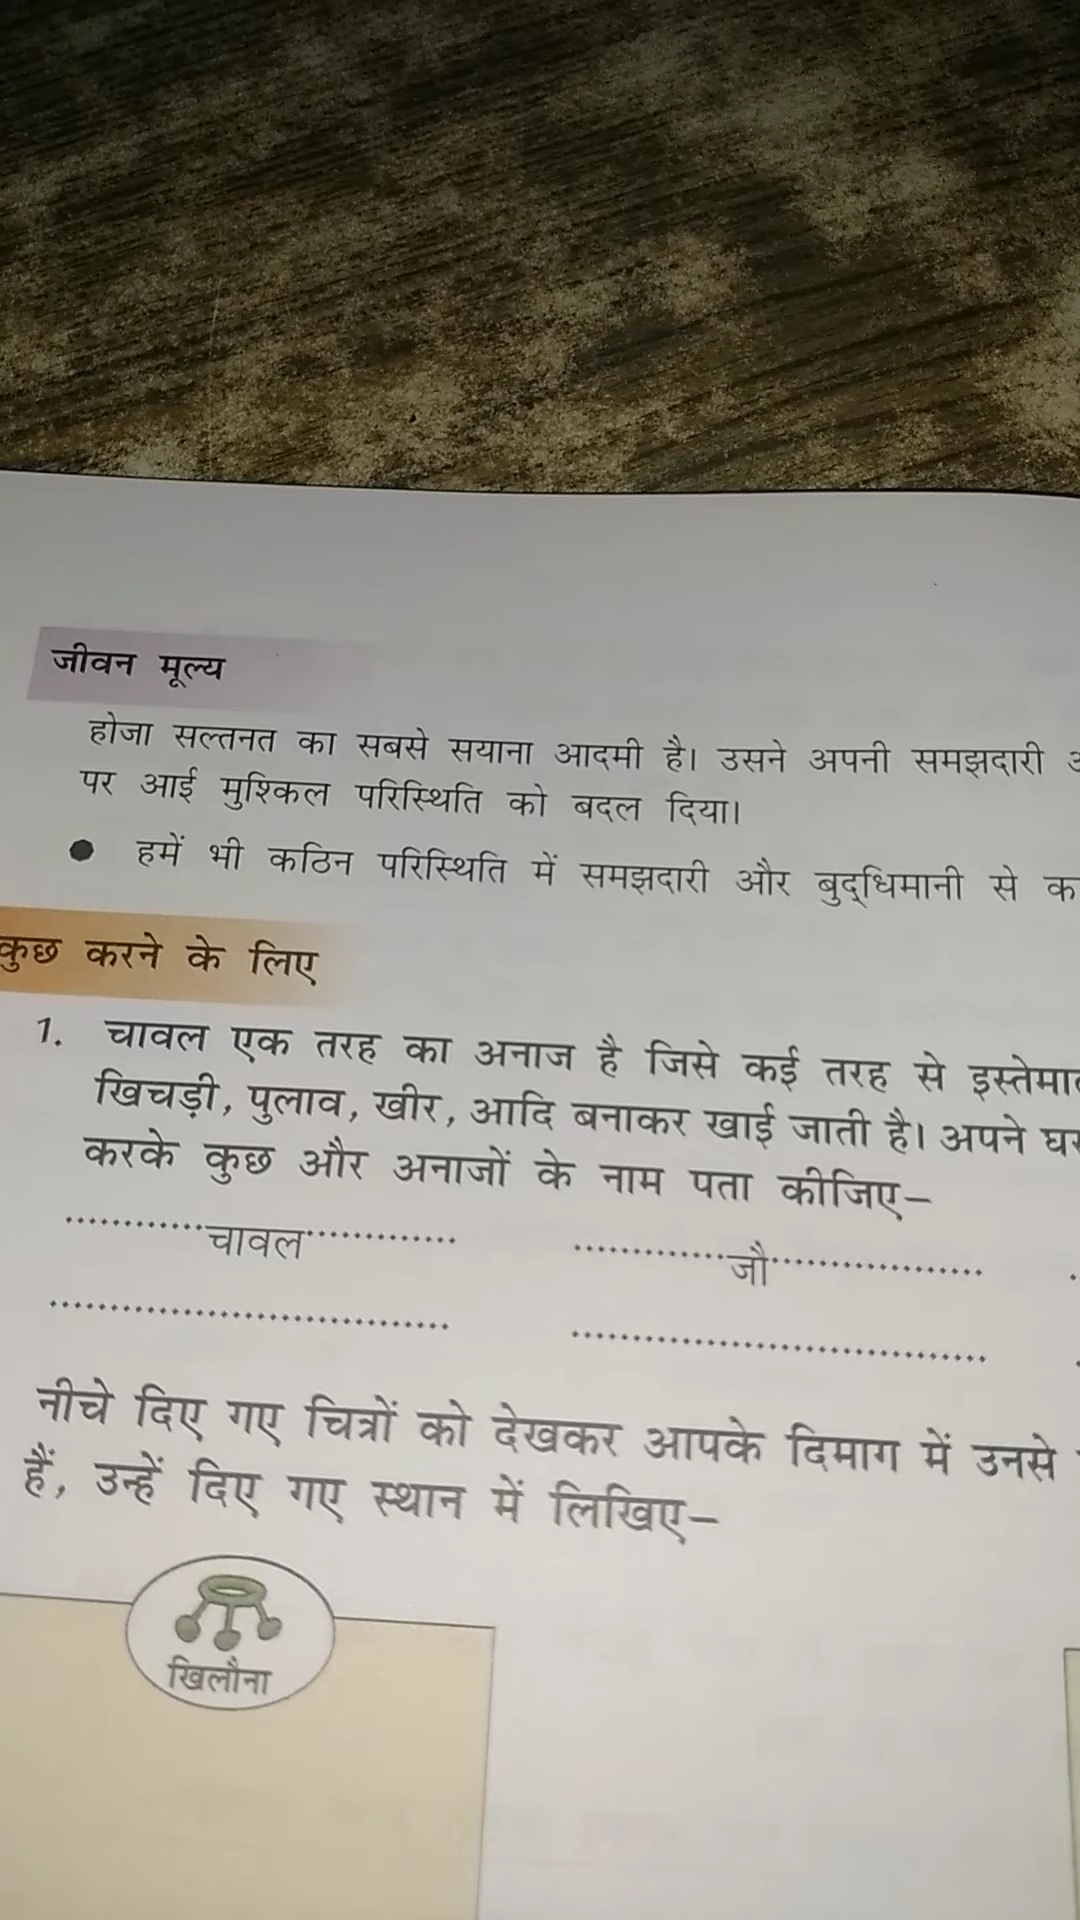 जीवन मूल्य
होजा सल्तनत का सबसे सयाना आदमी है। उसने अपनी समझदारी
पर आई मुश्किल परिस्थिति को बदल दिया।
● हमें भी कठिन परिस्थिति में समझदारी और बुद्धिमानी से
कुछ करने के लिए
1. चावल एक तरह का अनाज है जिसे कई तरह से
खिचड़ी, पुलाव, खीर, आदि बनाकर खाई जाती है। अपने
करके कुछ और अनाजों के नाम पता कीजिए–
............चावल............. .............जौ..................
नीचे दिए गए चित्रों को देखकर आपके दिमाग में उनसे
हैं, उन्हें दिए गए स्थान में लिखिए–
खिलौना